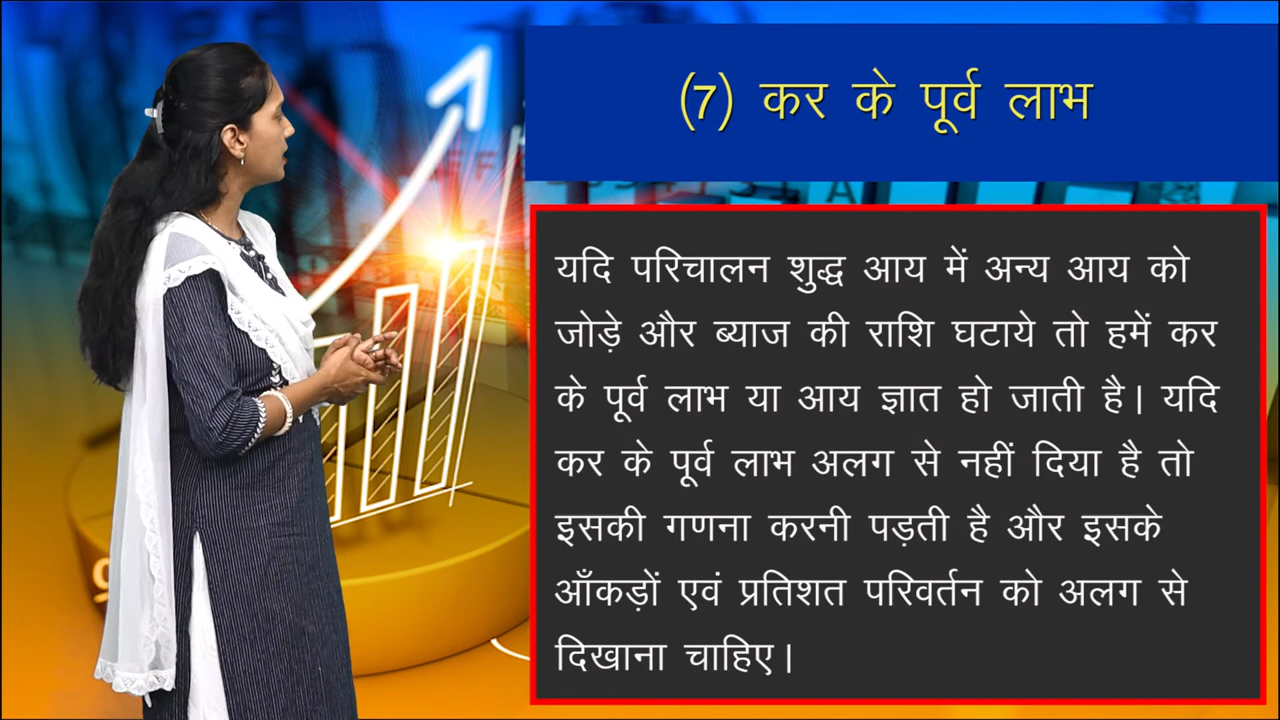 (7) कर के पूर्व लाभ
यदि परिचालन शुद्ध आय में अन्य आय को
जोड़े और ब्याज की राशि घटाये तो हमें कर
के पूर्व लाभ या आय ज्ञात हो जाती है। यदि
कर के पूर्व लाभ अलग से नहीं दिया है तो
इसकी गणना करनी पड़ती है और इसके
आँकड़ों एवं प्रतिशत परिवर्तन को अलग से
दिखाना चाहिए।